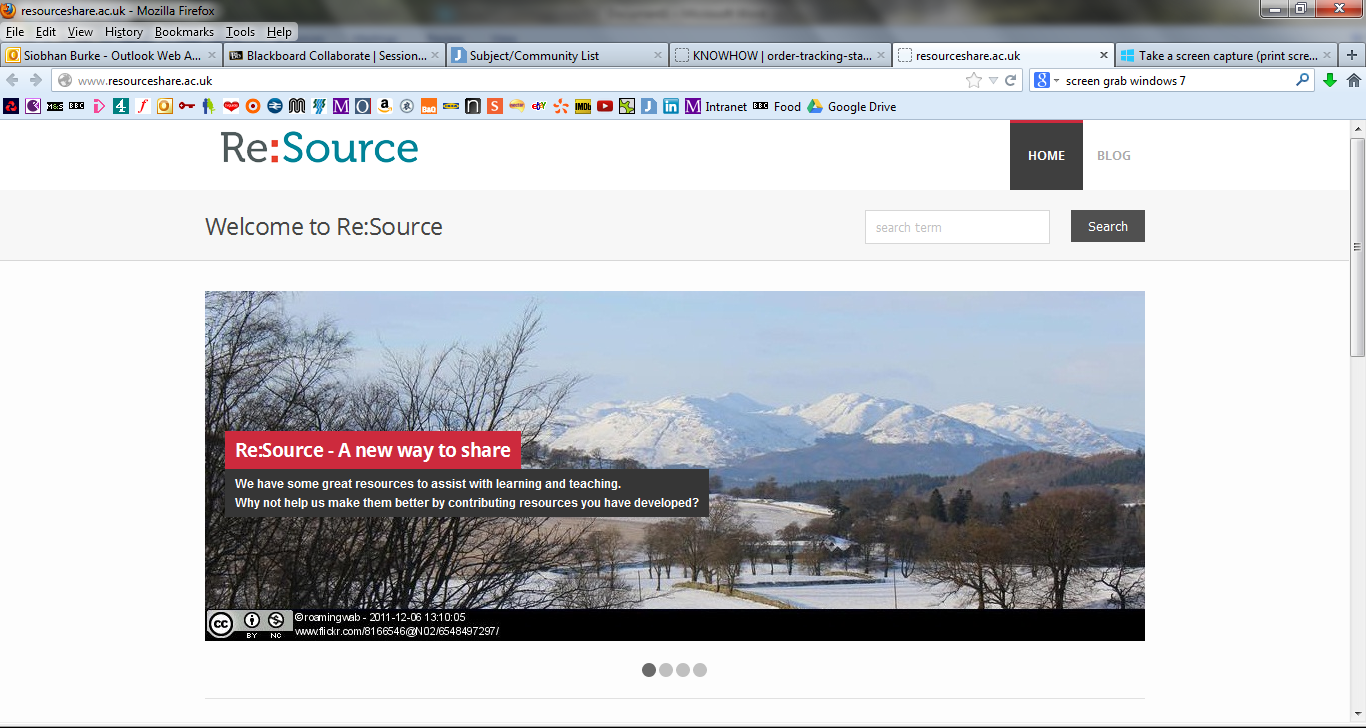 resourceshare.ac.uk - Mozilla Firefox
File Edit View History Bookmarks Tools Help
Siobhan Burke - Outlook Web A... Blackboard Collaborate | Session... Subject/Community List KNOWHOW | order-tracking-sta... resourceshare.ac.uk Take a screen capture (print scre...
www.resourceshare.ac.uk screen grab windows 7
M&S BBC Intranet BBC Food Google Drive
Re:Source
HOME BLOG
Welcome to Re:Source
search term Search
Re:Source - A new way to share
We have some great resources to assist with learning and teaching.
Why not help us make them better by contributing resources you have developed?
©roamingwab - 2011-12-06 13:10:05
www.flickr.com/8166546@N02/6548497297/
cc BY NC